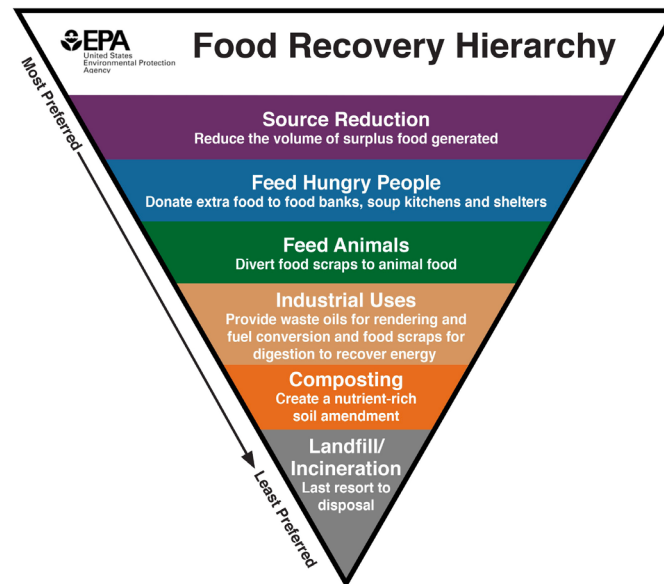 EPA
United States
Environmental Protection
Agency
Food Recovery Hierarchy
Most Preferred
Source Reduction
Reduce the volume of surplus food generated
Feed Hungry People
Donate extra food to food banks, soup kitchens and shelters
Feed Animals
Divert food scraps to animal food
Industrial Uses
Provide waste oils for rendering and
fuel conversion and food scraps for
digestion to recover energy
Composting
Create a nutrient-rich
soil amendment
Landfill/
Incineration
Last resort to
disposal
Least Preferred